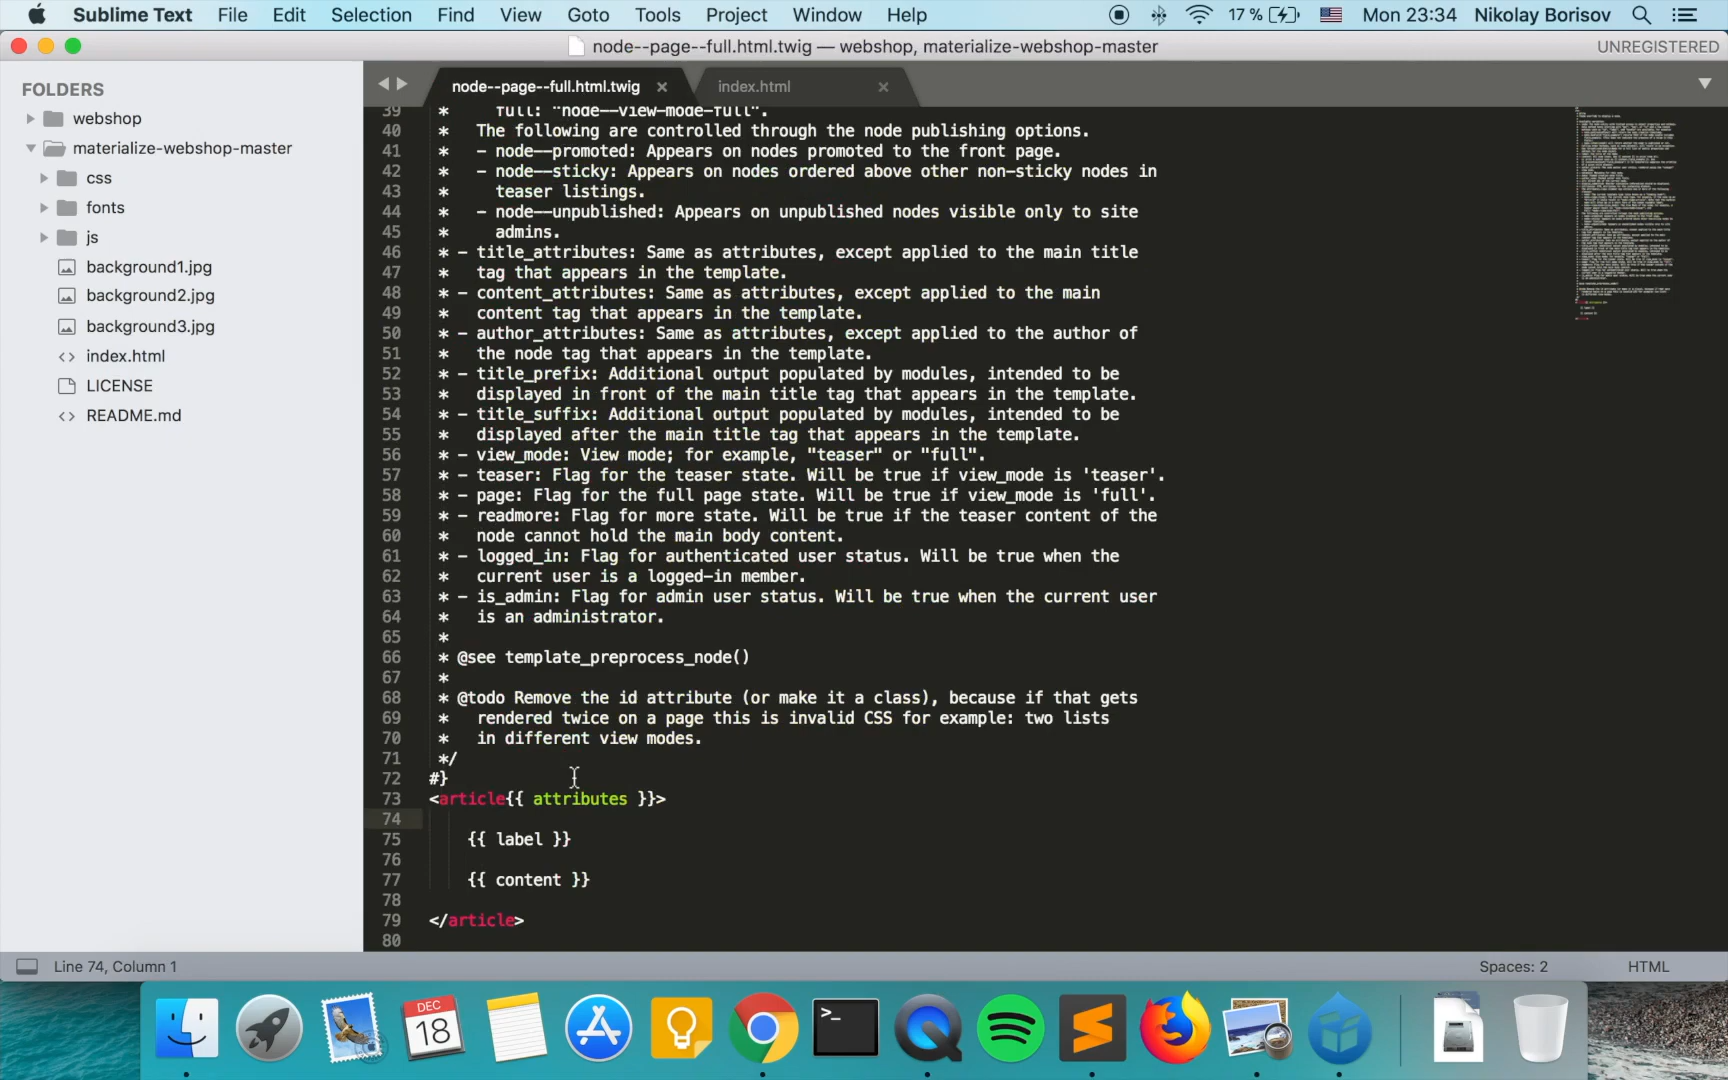 Sublime Text File Edit Selection Find View Goto Tools Project Window Help 17 % Mon 23:34 Nikolay Borisov
node--page--full.html.twig — webshop, materialize-webshop-master UNREGISTERED
FOLDERS
webshop
materialize-webshop-master
css
fonts
js
background1.jpg
background2.jpg
background3.jpg
<> index.html
LICENSE
<> README.md
node--page--full.html.twig × index.html ×
39 * full: "node--view-mode-full".
40 * The following are controlled through the node publishing options.
41 * - node--promoted: Appears on nodes promoted to the front page.
42 * - node--sticky: Appears on nodes ordered above other non-sticky nodes in
43 * teaser listings.
44 * - node--unpublished: Appears on unpublished nodes visible only to site
45 * admins.
46 * - title_attributes: Same as attributes, except applied to the main title
47 * tag that appears in the template.
48 * - content_attributes: Same as attributes, except applied to the main
49 * content tag that appears in the template.
50 * - author_attributes: Same as attributes, except applied to the author of
51 * the node tag that appears in the template.
52 * - title_prefix: Additional output populated by modules, intended to be
53 * displayed in front of the main title tag that appears in the template.
54 * - title_suffix: Additional output populated by modules, intended to be
55 * displayed after the main title tag that appears in the template.
56 * - view_mode: View mode; for example, "teaser" or "full".
57 * - teaser: Flag for the teaser state. Will be true if view_mode is 'teaser'.
58 * - page: Flag for the full page state. Will be true if view_mode is 'full'.
59 * - readmore: Flag for more state. Will be true if the teaser content of the
60 * node cannot hold the main body content.
61 * - logged_in: Flag for authenticated user status. Will be true when the
62 * current user is a logged-in member.
63 * - is_admin: Flag for admin user status. Will be true when the current user
64 * is an administrator.
65 *
66 * @see template_preprocess_node()
67 *
68 * @todo Remove the id attribute (or make it a class), because if that gets
69 * rendered twice on a page this is invalid CSS for example: two lists
70 * in different view modes.
71 */
72 #}
73 <article{{ attributes }}>
74
75 {{ label }}
76
77 {{ content }}
78
79 </article>
80
Line 74, Column 1 Spaces: 2 HTML
DEC
18
>_